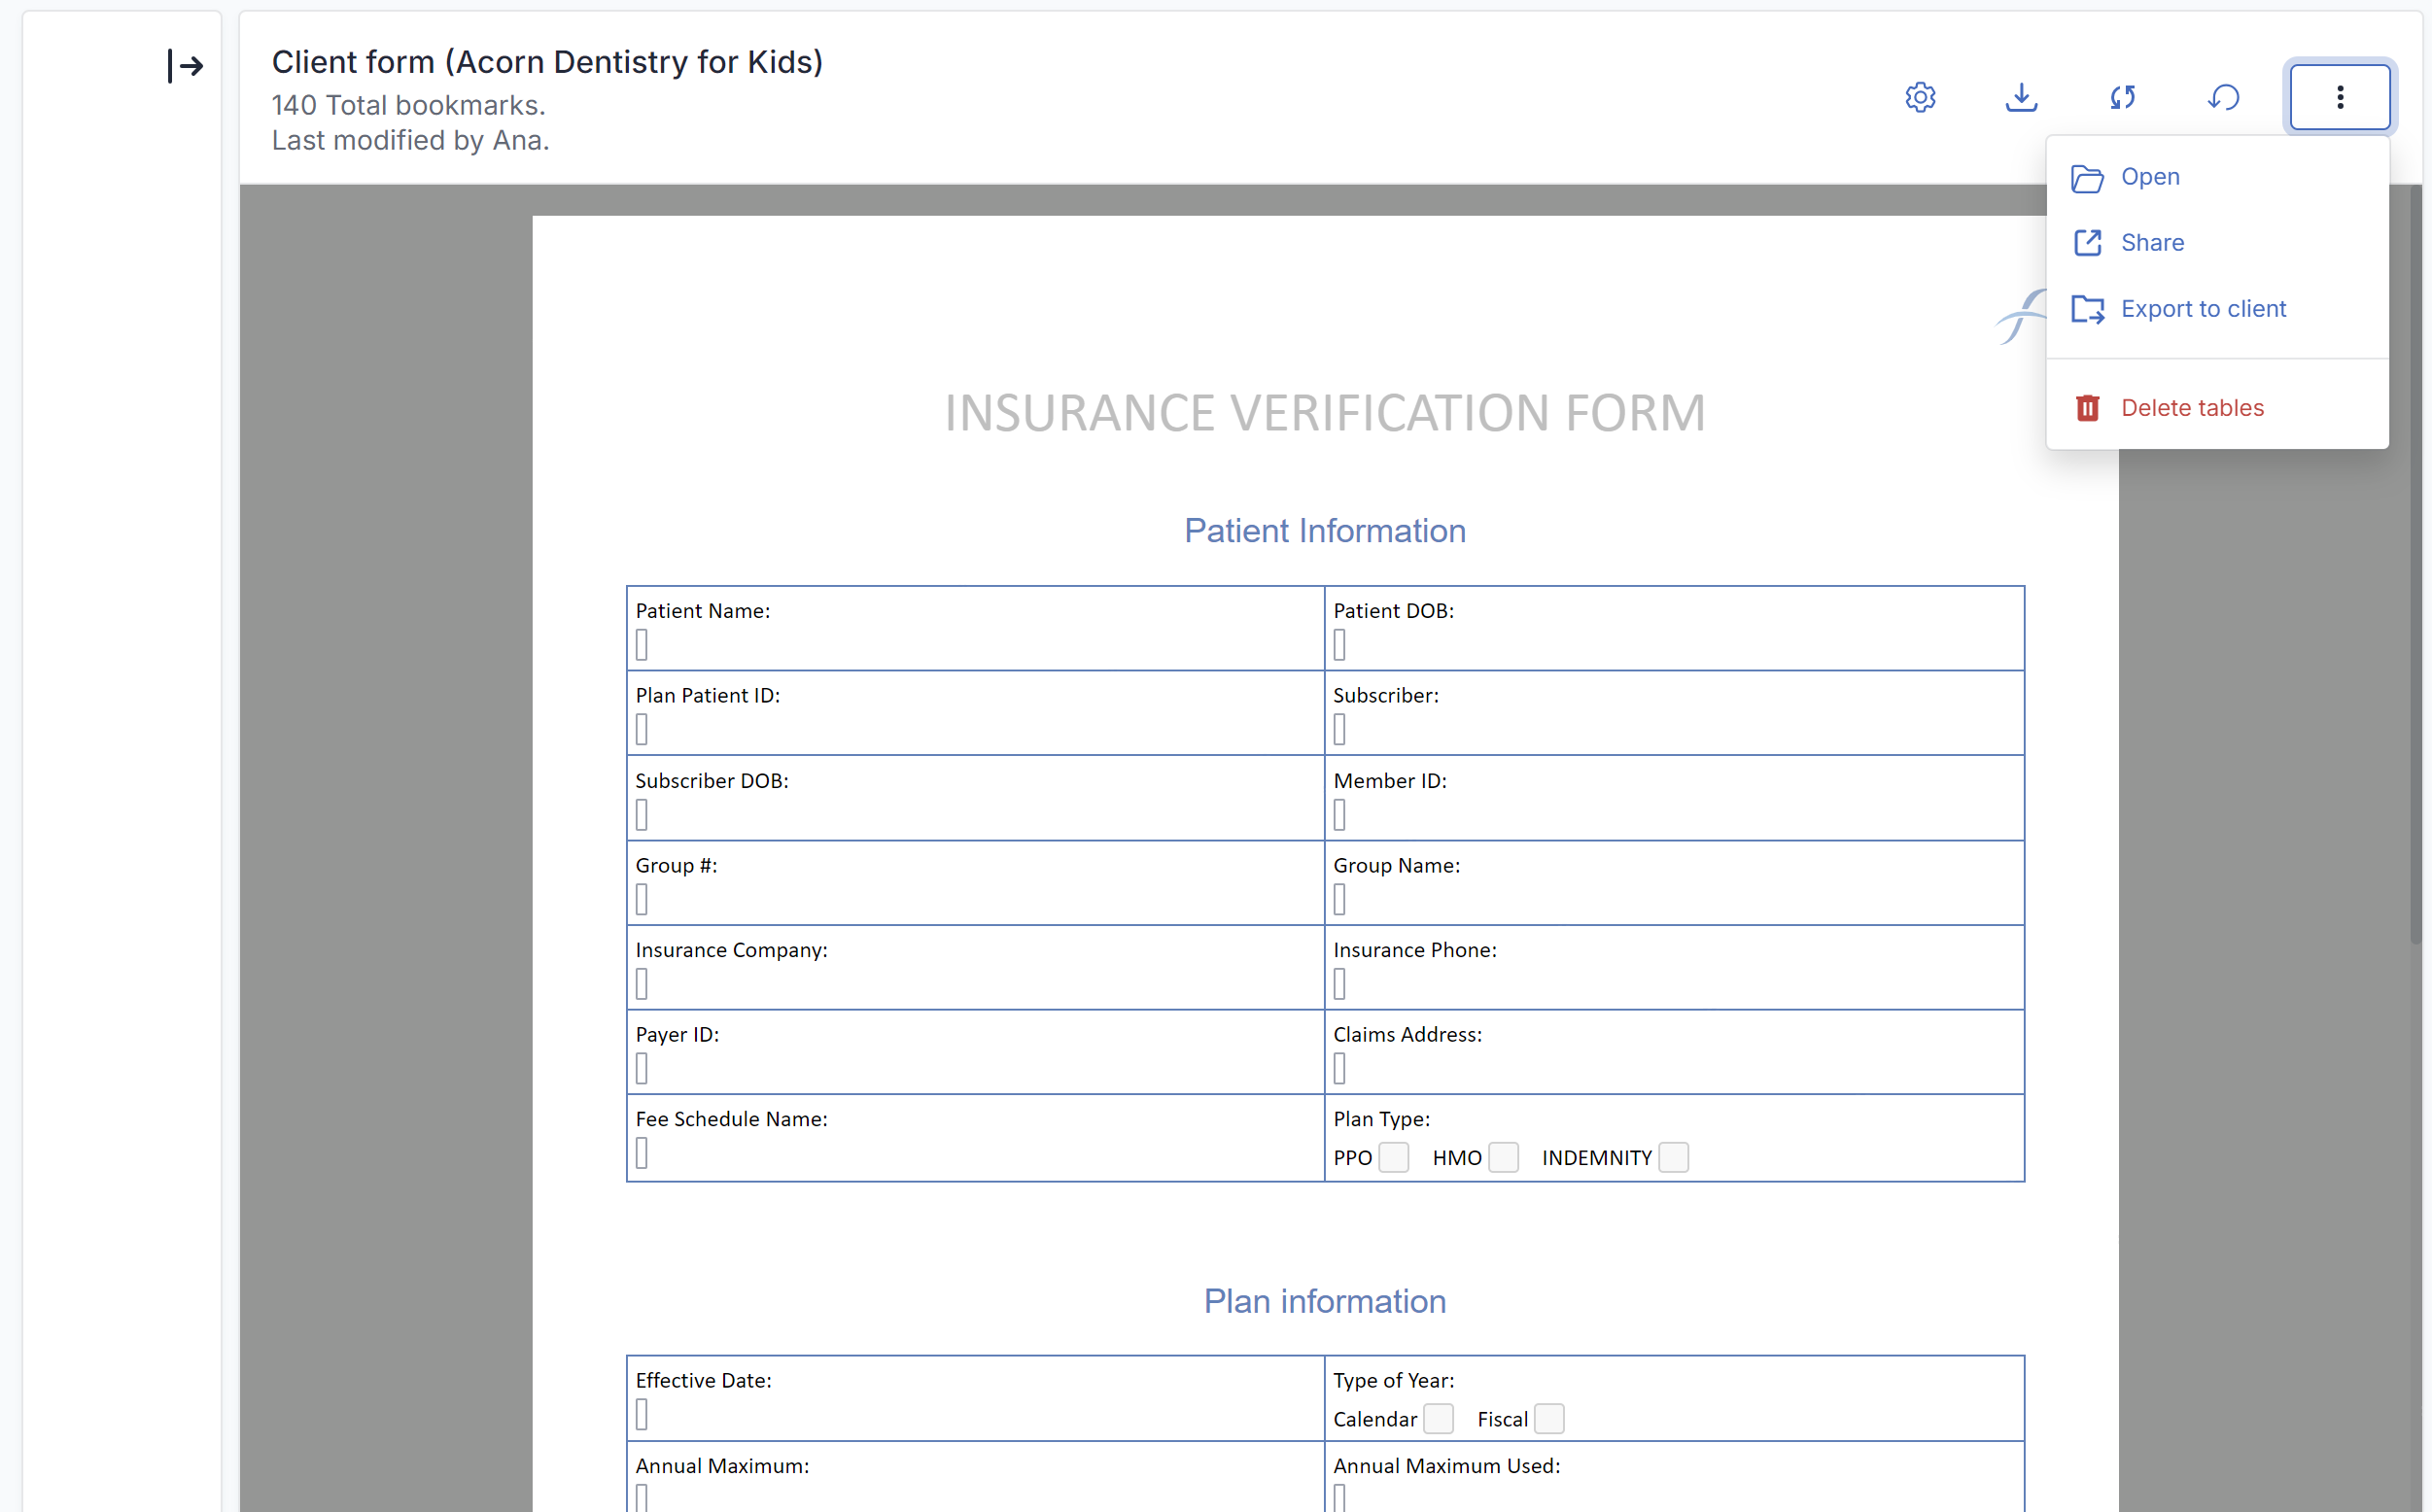 Client form (Acorn Dentistry for Kids)
140 Total bookmarks.
Last modified by Ana.
Open
Share
Export to client
Delete tables
INSURANCE VERIFICATION FORM
Patient Information
Patient Name:
Patient DOB:
Plan Patient ID:
Subscriber:
Subscriber DOB:
Member ID:
Group #:
Group Name:
Insurance Company:
Insurance Phone:
Payer ID:
Claims Address:
Fee Schedule Name:
Plan Type:
PPO HMO INDEMNITY
Plan information
Effective Date:
Type of Year:
Calendar Fiscal
Annual Maximum:
Annual Maximum Used: